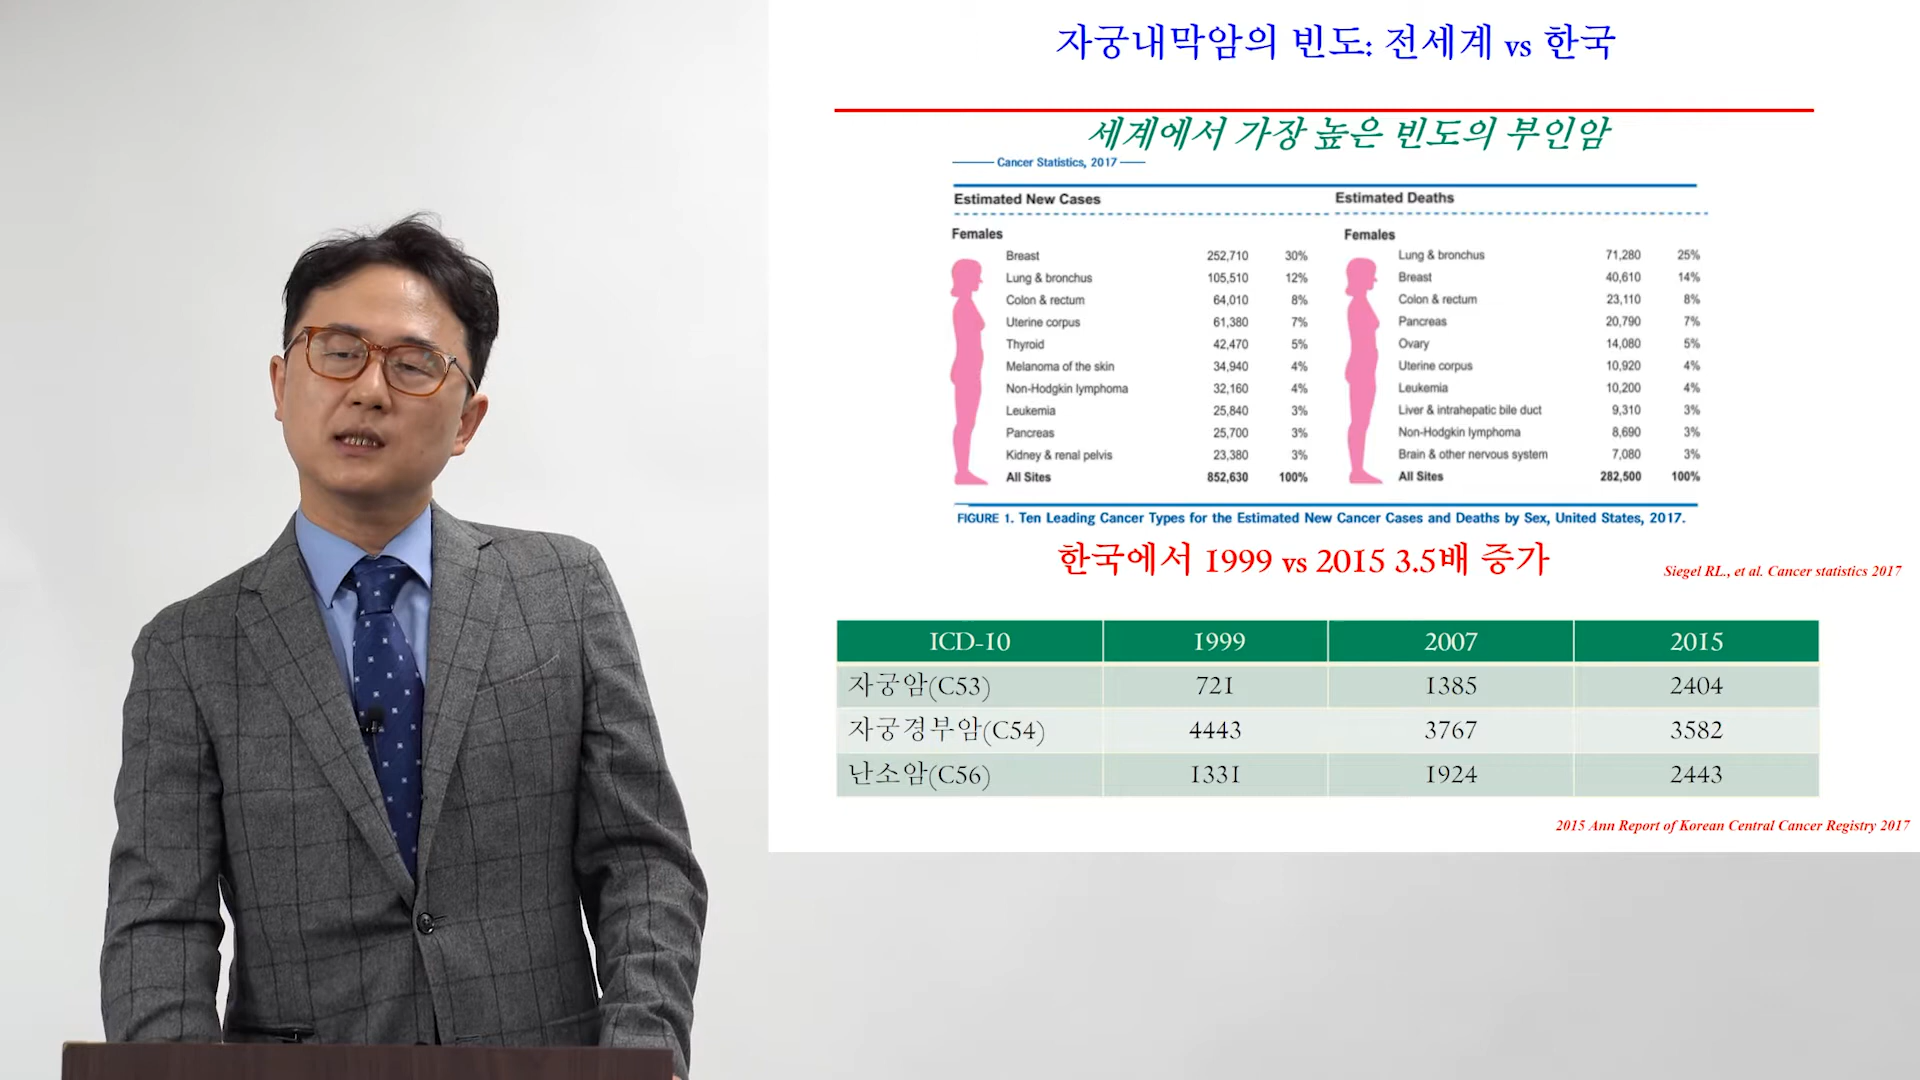 자궁내막암의 빈도: 전세계 vs 한국
세계에서 가장 높은 빈도의 부인암
Cancer Statistics, 2017
Estimated New Cases
Females
Breast 252,710 30%
Lung & bronchus 105,510 12%
Colon & rectum 64,010 8%
Uterine corpus 61,380 7%
Thyroid 42,470 5%
Melanoma of the skin 34,940 4%
Non-Hodgkin lymphoma 32,160 4%
Leukemia 25,840 3%
Pancreas 25,700 3%
Kidney & renal pelvis 23,380 3%
All Sites 852,630 100%
Estimated Deaths
Females
Lung & bronchus 71,280 25%
Breast 40,610 14%
Colon & rectum 23,110 8%
Pancreas 20,790 7%
Ovary 14,080 5%
Uterine corpus 10,920 4%
Leukemia 10,200 4%
Liver & intrahepatic bile duct 9,310 3%
Non-Hodgkin lymphoma 8,690 3%
Brain & other nervous system 7,080 3%
All Sites 282,500 100%
FIGURE 1. Ten Leading Cancer Types for the Estimated New Cancer Cases and Deaths by Sex, United States, 2017.
한국에서 1999 vs 2015 3.5배 증가
Siegel RL., et al. Cancer statistics 2017
ICD-10 1999 2007 2015
자궁암(C53) 721 1385 2404
자궁경부암(C54) 4443 3767 3582
난소암(C56) 1331 1924 2443
2015 Ann Report of Korean Central Cancer Registry 2017